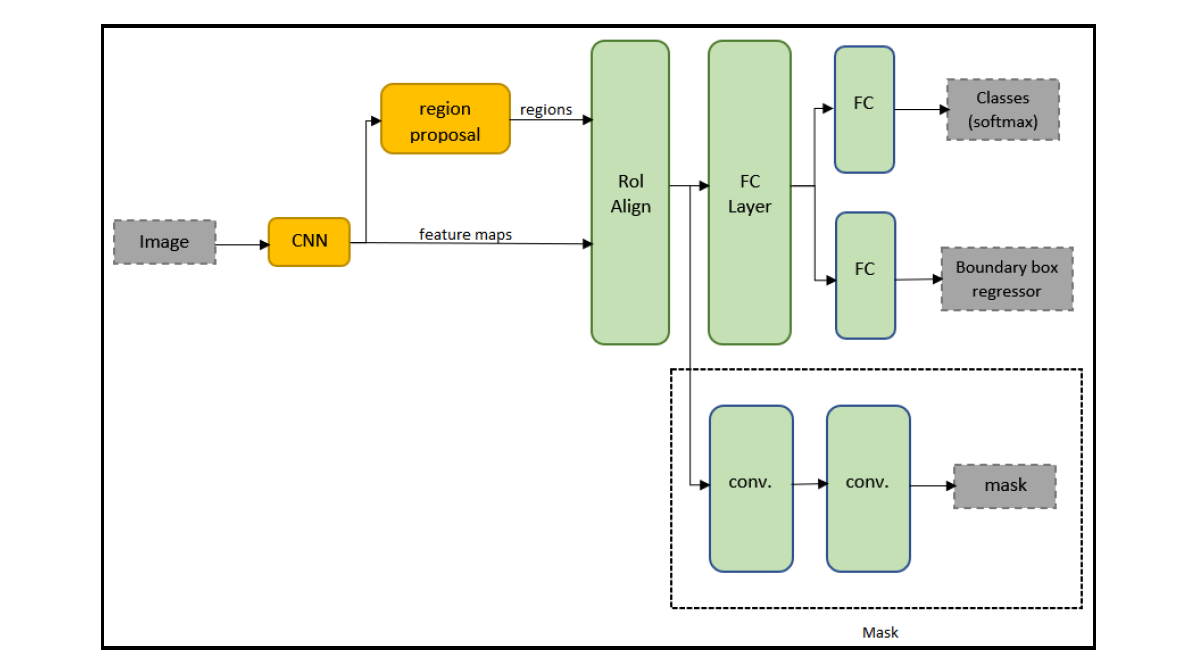 region
proposal
regions
Image
CNN
feature maps
RoI
Align
FC
Layer
FC
Classes
(softmax)
FC
Boundary box
regressor
conv.
conv.
mask
Mask